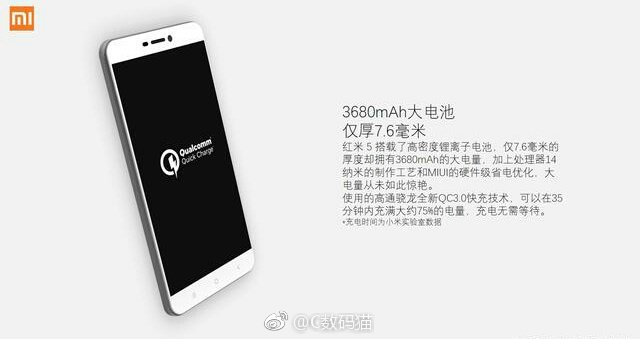 mi
Qualcomm
Quick Charge
3680mAh大电池
仅厚7.6毫米
红米 5 搭载了高密度锂离子电池，仅7.6毫米的
厚度却拥有3680mAh的大电量，加上处理器14
纳米的制作工艺和MIUI的硬件级省电优化，大
电量从未如此惊艳。
使用的高通骁龙全新QC3.0快充技术，可以在35
分钟内充满大约75%的电量，充电无需等待。
*充电时间为小米实验室数据
@C数码猫